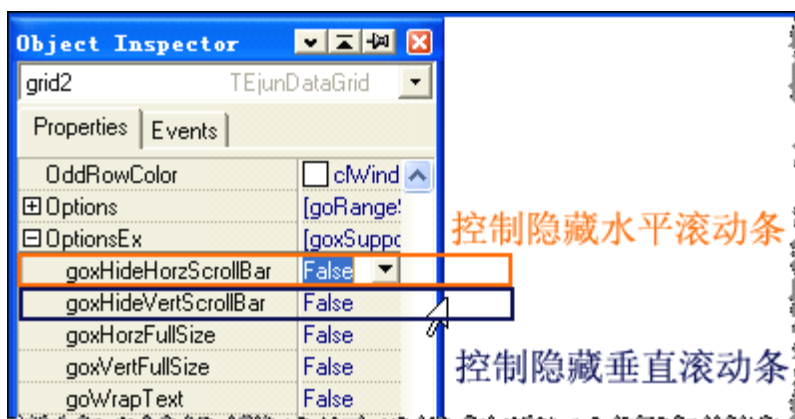 Object Inspector
grid2 TEjunDataGrid
Properties Events
OddRowColor clWind
Options [goRangeS
OptionsEx [goxSuppo
控制隐藏水平滚动条
goxHideHorzScrollBar False
goxHideVertScrollBar False
goxHorzFullSize False
goxVertFullSize False
控制隐藏垂直滚动条
goWrapText False